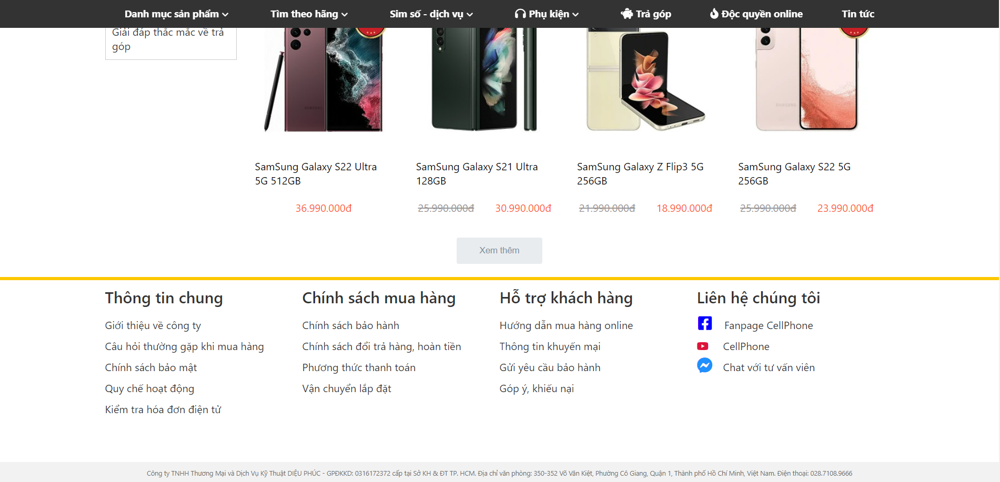 Danh mục sản phẩm Tìm theo hãng Sim số - dịch vụ Phụ kiện Trả góp Độc quyền online Tin tức
Giải đáp thắc mắc về trả
góp
SAMSUNG
SAMSUNG
SamSung Galaxy S22 Ultra
5G 512GB
36.990.000đ
SamSung Galaxy S21 Ultra
128GB
25.990.000đ 30.990.000đ
SamSung Galaxy Z Flip3 5G
256GB
21.990.000đ 18.990.000đ
SamSung Galaxy S22 5G
256GB
25.990.000đ 23.990.000đ
Xem thêm
Thông tin chung
Giới thiệu về công ty
Câu hỏi thường gặp khi mua hàng
Chính sách bảo mật
Quy chế hoạt động
Kiểm tra hóa đơn điện tử
Chính sách mua hàng
Chính sách bảo hành
Chính sách đổi trả hàng, hoàn tiền
Phương thức thanh toán
Vận chuyển lắp đặt
Hỗ trợ khách hàng
Hướng dẫn mua hàng online
Thông tin khuyến mại
Gửi yêu cầu bảo hành
Góp ý, khiếu nại
Liên hệ chúng tôi
Fanpage CellPhone
CellPhone
Chat với tư vấn viên
Công ty TNHH Thương Mại và Dịch Vụ Kỹ Thuật DIỆU PHÚC - GPĐKKD: 0316172372 cấp tại Sở KH & ĐT TP. HCM. Địa chỉ văn phòng: 350-352 Võ Văn Kiệt, Phường Cô Giang, Quận 1, Thành phố Hồ Chí Minh, Việt Nam. Điện thoại: 028.7108.9666